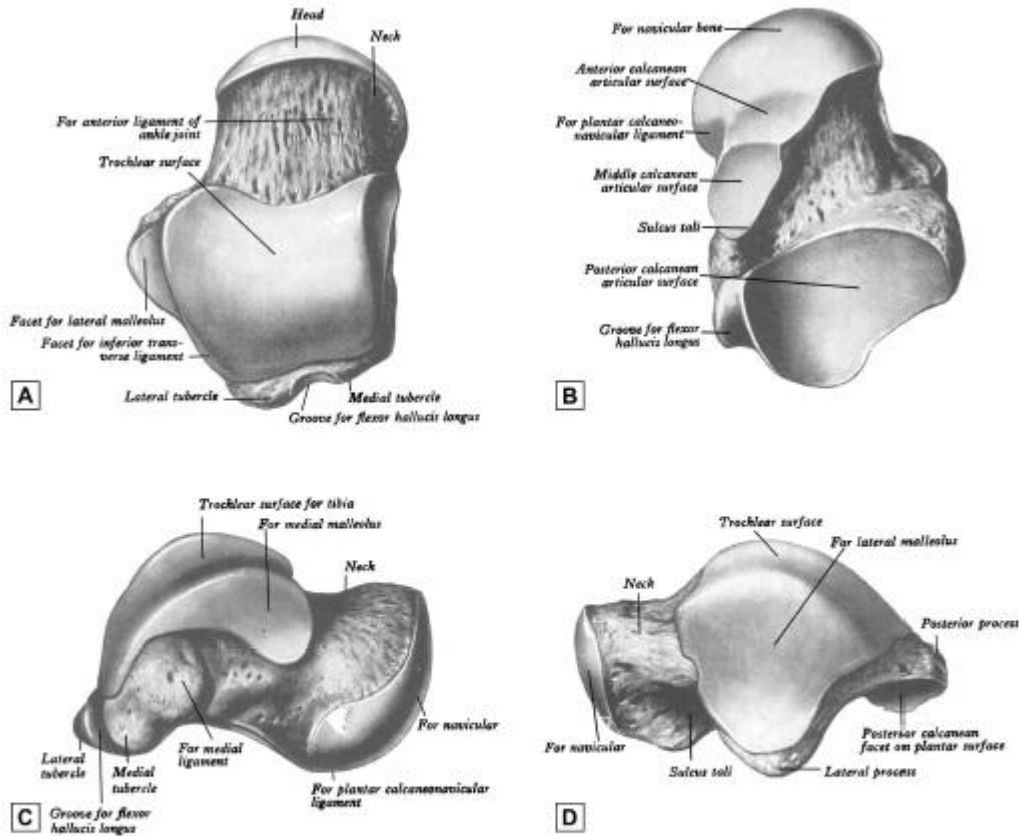 Head
Neck
For anterior ligament of
ankle joint
Trochlear surface
Facet for lateral malleolus
Facet for inferior trans-
verse ligament
Lateral tubercle
Medial tubercle
Groove for flexor hallucis longus
A
For navicular bone
Anterior calcanean
articular surface
For plantar calcaneo-
navicular ligament
Middle calcanean
articular surface
Sulcus tali
Posterior calcanean
articular surface
Groove for flexor
hallucis longus
B
Trochlear surface for tibia
For medial malleolus
Neck
For navicular
Lateral
tubercle
Medial
tubercle
For medial
ligament
For plantar calcaneonavicular
ligament
Groove for flexor
hallucis longus
C
Trochlear surface
For lateral malleolus
Neck
Posterior process
For navicular
Sulcus tali
Posterior calcanean
facet on plantar surface
Lateral process
D